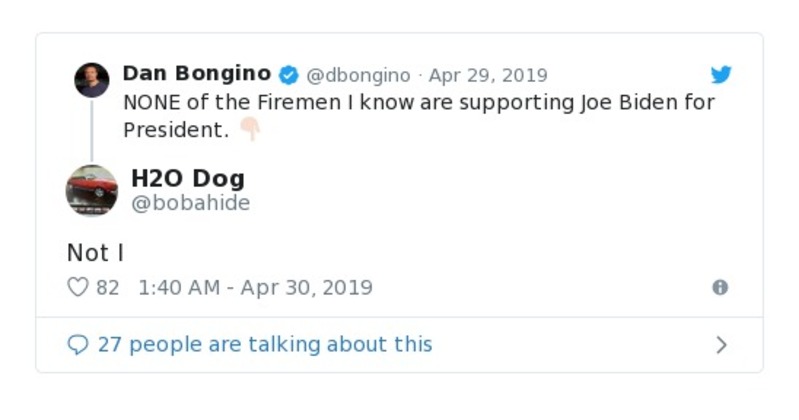 Dan Bongino @dbongino · Apr 29, 2019
NONE of the Firemen I know are supporting Joe Biden for
President. 👇🏻
H2O Dog
@bobahide
Not I
82 1:40 AM - Apr 30, 2019
27 people are talking about this